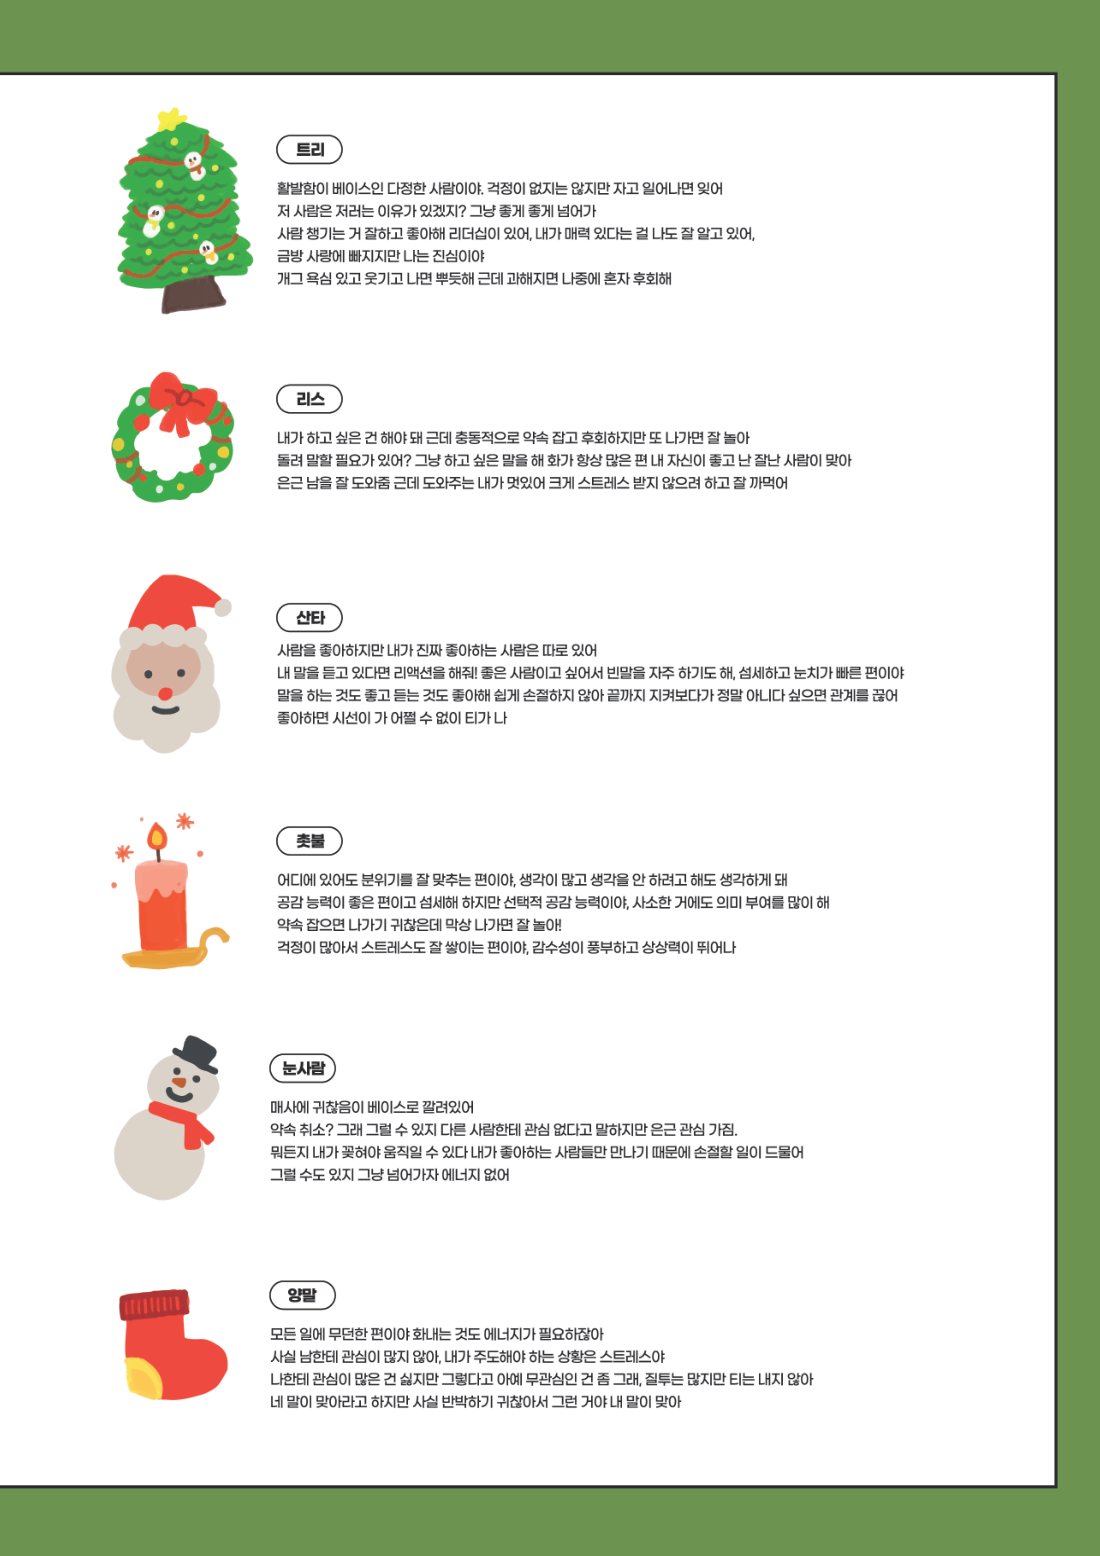 트리
활발함이 베이스인 다정한 사람이야. 걱정이 없지는 않지만 자고 일어나면 잊어
저 사람은 저러는 이유가 있겠지? 그냥 좋게 좋게 넘어가
사람 챙기는 거 잘하고 좋아해 리더십이 있어, 내가 매력 있다는 걸 나도 잘 알고 있어,
금방 사랑에 빠지지만 나는 진심이야
개그 욕심 있고 웃기고 나면 뿌듯해 근데 과해지면 나중에 혼자 후회해
리스
내가 하고 싶은 건 해야 돼 근데 충동적으로 약속 잡고 후회하지만 또 나가면 잘 놀아
돌려 말할 필요가 있어? 그냥 하고 싶은 말을 해 화가 항상 많은 편 내 자신이 좋고 난 잘난 사람이 맞아
은근 남을 잘 도와줌 근데 도와주는 내가 멋있어 크게 스트레스 받지 않으려 하고 잘 까먹어
산타
사람을 좋아하지만 내가 진짜 좋아하는 사람은 따로 있어
내 말을 듣고 있다면 리액션을 해줘! 좋은 사람이고 싶어서 빈말을 자주 하기도 해, 섬세하고 눈치가 빠른 편이야
말을 하는 것도 좋고 듣는 것도 좋아해 쉽게 손절하지 않아 끝까지 지켜보다가 정말 아니다 싶으면 관계를 끊어
좋아하면 시선이 가 어쩔 수 없이 티가 나
촛불
어디에 있어도 분위기를 잘 맞추는 편이야, 생각이 많고 생각을 안 하려고 해도 생각하게 돼
공감 능력이 좋은 편이고 섬세해 하지만 선택적 공감 능력이야, 사소한 거에도 의미 부여를 많이 해
약속 잡으면 나가기 귀찮은데 막상 나가면 잘 놀아!
걱정이 많아서 스트레스도 잘 쌓이는 편이야, 감수성이 풍부하고 상상력이 뛰어나
눈사람
매사에 귀찮음이 베이스로 깔려있어
약속 취소? 그래 그럴 수 있지 다른 사람한테 관심 없다고 말하지만 은근 관심 가짐.
뭐든지 내가 꽂혀야 움직일 수 있다 내가 좋아하는 사람들만 만나기 때문에 손절할 일이 드물어
그럴 수도 있지 그냥 넘어가자 에너지 없어
양말
모든 일에 무던한 편이야 화내는 것도 에너지가 필요하잖아
사실 남한테 관심이 많지 않아, 내가 주도해야 하는 상황은 스트레스야
나한테 관심이 많은 건 싫지만 그렇다고 아예 무관심인 건 좀 그래, 질투는 많지만 티는 내지 않아
네 말이 맞아라고 하지만 사실 반박하기 귀찮아서 그런 거야 내 말이 맞아